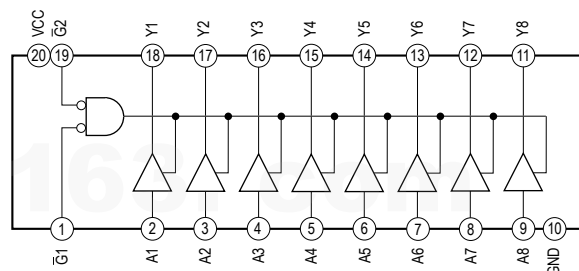 VCC G̅2 Y1 Y2 Y3 Y4 Y5 Y6 Y7 Y8
20 19 18 17 16 15 14 13 12 11
163.com
1 2 3 4 5 6 7 8 9 10
G̅1 A1 A2 A3 A4 A5 A6 A7 A8 GND